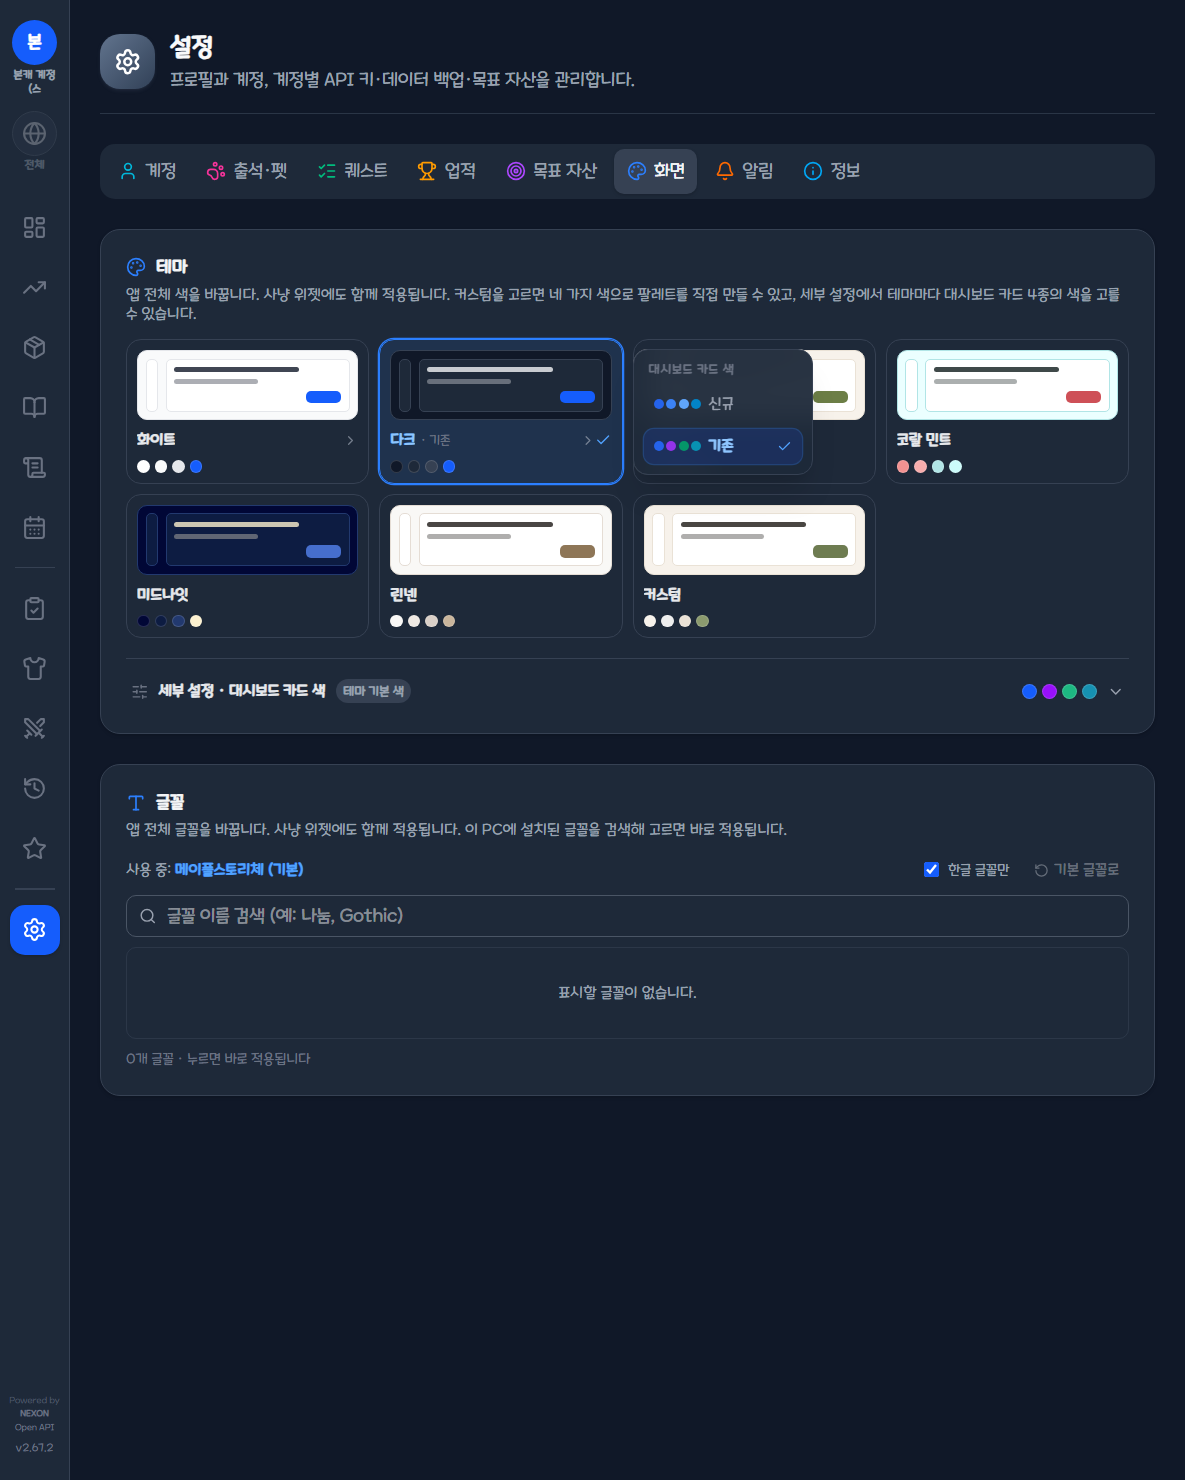 본
본캐 계정
(스
전체
설정
프로필과 계정, 계정별 API 키·데이터 백업·목표 자산을 관리합니다.
계정
출석·펫
퀘스트
업적
목표 자산
화면
알림
정보
테마
앱 전체 색을 바꿉니다. 사냥 위젯에도 함께 적용됩니다. 커스텀을 고르면 네 가지 색으로 팔레트를 직접 만들 수 있고, 세부 설정에서 테마마다 대시보드 카드 4종의 색을 고를
수 있습니다.
화이트
다크 · 기존
대시보드 카드 색
신규
기존
코랄 민트
미드나잇
린넨
커스텀
세부 설정 · 대시보드 카드 색
테마 기본 색
글꼴
앱 전체 글꼴을 바꿉니다. 사냥 위젯에도 함께 적용됩니다. 이 PC에 설치된 글꼴을 검색해 고르면 바로 적용됩니다.
사용 중: 메이플스토리체 (기본)
한글 글꼴만
기본 글꼴로
글꼴 이름 검색 (예: 나눔, Gothic)
표시할 글꼴이 없습니다.
0개 글꼴 · 누르면 바로 적용됩니다
Powered by
NEXON
Open API
v2.67.2